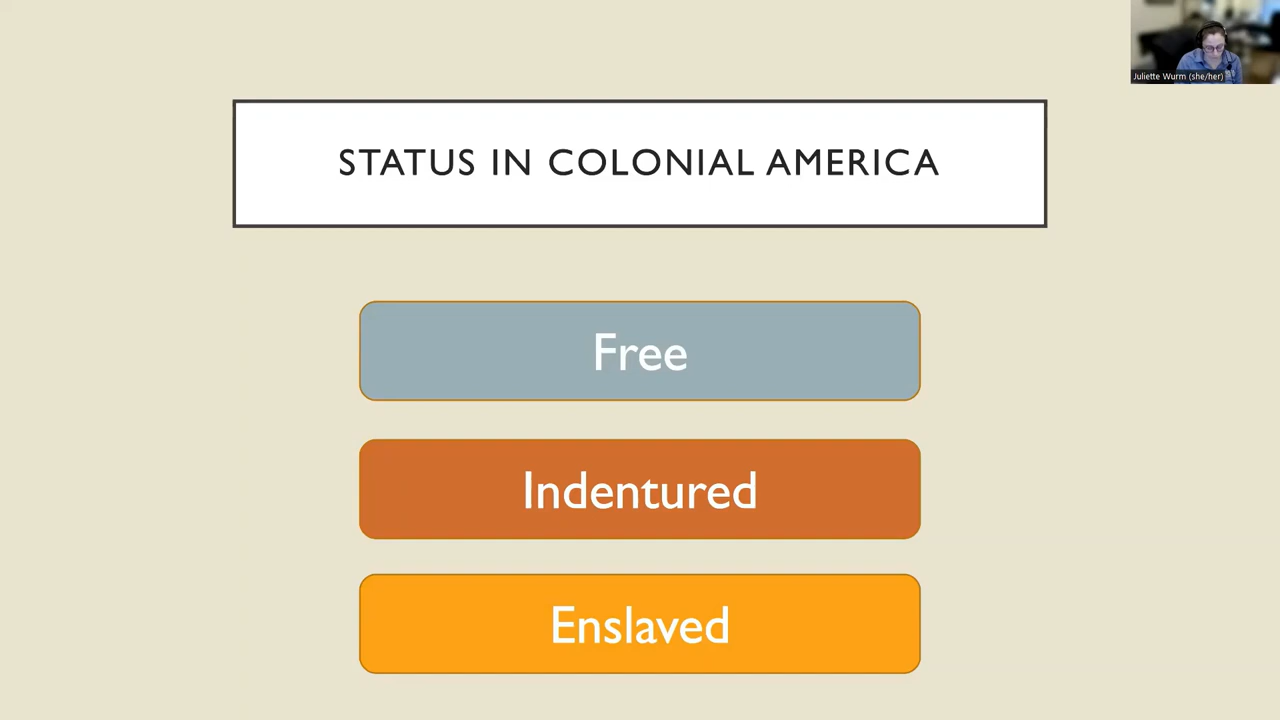 Juliette Wurm (she/her)
STATUS IN COLONIAL AMERICA
Free
Indentured
Enslaved